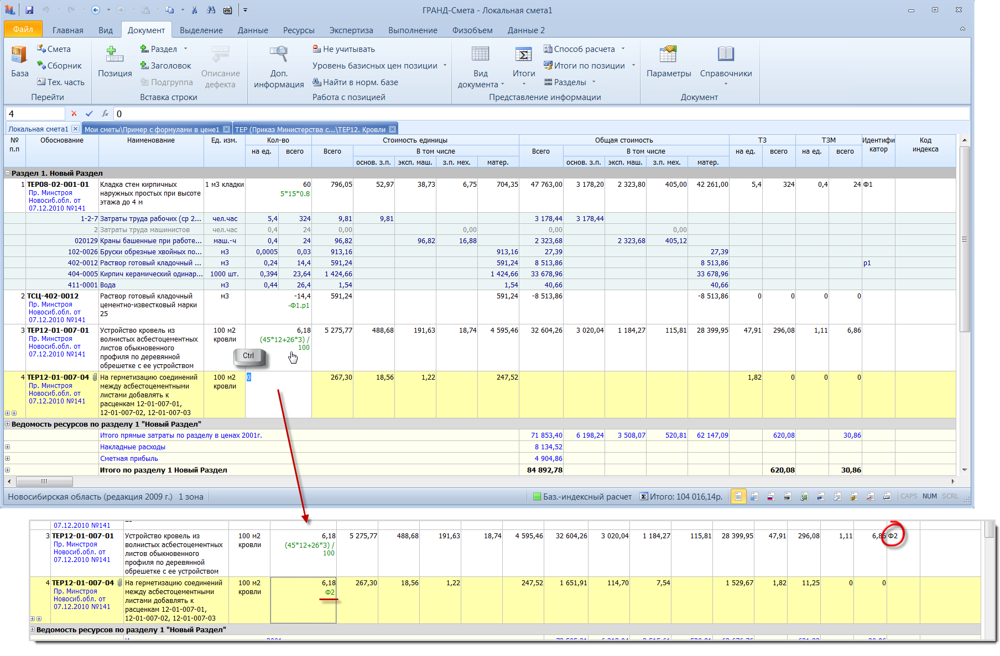 ГРАНД-Смета - Локальная смета1
Файл Главная Вид Документ Выделение Данные Ресурсы Экспертиза Выполнение Физобъем Данные 2
База
Смета
Сборник
Тех. часть
Перейти
Позиция
Раздел
Заголовок
Подгруппа
Описание дефекта
Вставка строки
Доп. информация
Не учитывать
Уровень базисных цен позиции
Найти в норм. базе
Работа с позицией
Вид документа
Итоги
Способ расчета
Итоги по позиции
Разделы
Представление информации
Параметры
Справочники
Документ
4 fx 0
Локальная смета1 Мои сметы\Пример с формулами в цене1 ТЕР (Приказ Министерства с...\ТЕР12. Кровли
№ п.п Обоснование Наименование Ед. изм. Кол-во Стоимость единицы Общая стоимость ТЗ ТЗМ Идентифи катор Код индекса
на ед. всего Всего В том числе Всего В том числе на ед. всего на ед. всего
основ. з.п. эксп. маш. з.п. мех. матер. основ. з.п. эксп. маш. з.п. мех. матер.
Раздел 1. Новый Раздел
1 ТЕР08-02-001-01 Кладка стен кирпичных 1 м3 кладки 60 796,05 52,97 38,73 6,75 704,35 47 763,00 3 178,20 2 323,80 405,00 42 261,00 5,4 324 0,4 24 Ф1
Пр. Минстроя наружных простых при высоте 5*15*0.8
Новосиб.обл. от этажа до 4 м
07.12.2010 №141
1-2-7 Затраты труда рабочих (ср 2... чел.час 5,4 324 9,81 9,81 3 178,44 3 178,44
2 Затраты труда машинистов чел.час 0,4 24 0,00 0,00 0,00 0,00
020129 Краны башенные при работе... маш.-ч 0,4 24 96,82 96,82 16,88 2 323,68 2 323,68 405,12
102-0026 Бруски обрезные хвойных по... м3 0,0005 0,03 913,16 913,16 27,39 27,39
402-0012 Раствор готовый кладочный ... м3 0,24 14,4 591,24 591,24 8 513,86 8 513,86 р1
404-0005 Кирпич керамический одинар... 1000 шт. 0,394 23,64 1 424,66 1 424,66 33 678,96 33 678,96
411-0001 Вода м3 0,44 26,4 1,54 1,54 40,66 40,66
2 ТСЦ-402-0012 Раствор готовый кладочный м3 -14,4 591,24 591,24 -8 513,86 -8 513,86 0 0 0 0
Пр. Минстроя цементно-известковый марки -Ф1.р1
Новосиб.обл. от 25
07.12.2010 №141
3 ТЕР12-01-007-01 Устройство кровель из 100 м2 6,18 5 275,77 488,68 191,63 18,74 4 595,46 32 604,26 3 020,04 1 184,27 115,81 28 399,95 47,91 296,08 1,11 6,86
Пр. Минстроя волнистых асбестоцементных кровли (45*12+26*3) /
Новосиб.обл. от листов обыкновенного 100
07.12.2010 №141 профиля по деревянной
обрешетке с ее устройством
Ctrl
4 ТЕР12-01-007-04 На герметизацию соединений 100 м2 0 267,30 18,56 1,22 247,52 1,82 0 0 0
Пр. Минстроя между асбестоцементными кровли
Новосиб.обл. от листами добавлять к
07.12.2010 №141 расценкам 12-01-007-01,
12-01-007-02, 12-01-007-03
Ведомость ресурсов по разделу 1 "Новый Раздел"
Итого прямые затраты по разделу в ценах 2001г. 71 853,40 6 198,24 3 508,07 520,81 62 147,09 620,08 30,86
Накладные расходы 8 134,52
Сметная прибыль 4 904,86
Итого по разделу 1 Новый Раздел 84 892,78 620,08 30,86
Новосибирская область (редакция 2009 г.) 1 зона Баз.-индексный расчет Итого: 104 016,14р. CAPS NUM SCRL
07.12.2010 №141
3 ТЕР12-01-007-01 Устройство кровель из 100 м2 6,18 5 275,77 488,68 191,63 18,74 4 595,46 32 604,26 3 020,04 1 184,27 115,81 28 399,95 47,91 296,08 1,11 6,86 Ф2
Пр. Минстроя волнистых асбестоцементных кровли (45*12+26*3) /
Новосиб.обл. от листов обыкновенного 100
07.12.2010 №141 профиля по деревянной
обрешетке с ее устройством
4 ТЕР12-01-007-04 На герметизацию соединений 100 м2 6,18 267,30 18,56 1,22 247,52 1 651,91 114,70 7,54 1 529,67 1,82 11,25 0 0
Пр. Минстроя между асбестоцементными кровли Ф2
Новосиб.обл. от листами добавлять к
07.12.2010 №141 расценкам 12-01-007-01,
12-01-007-02, 12-01-007-03
Ведомость ресурсов по разделу 1 "Новый Раздел"